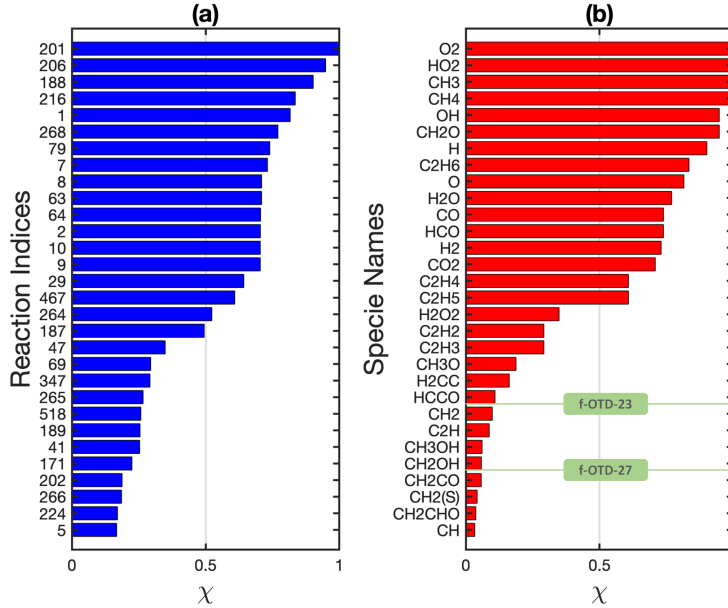 (a)
Reaction Indices
201
206
188
216
1
268
79
7
8
63
64
2
10
9
29
467
264
187
47
69
347
265
518
189
41
171
202
266
224
5
0
0.5
1
χ
(b)
Specie Names
O2
HO2
CH3
CH4
OH
CH2O
H
C2H6
O
H2O
CO
HCO
H2
CO2
C2H4
C2H5
H2O2
C2H2
C2H3
CH3O
H2CC
HCCO
f-OTD-23
CH2
C2H
CH3OH
CH2OH
f-OTD-27
CH2CO
CH2(S)
CH2CHO
CH
0
0.5
χ